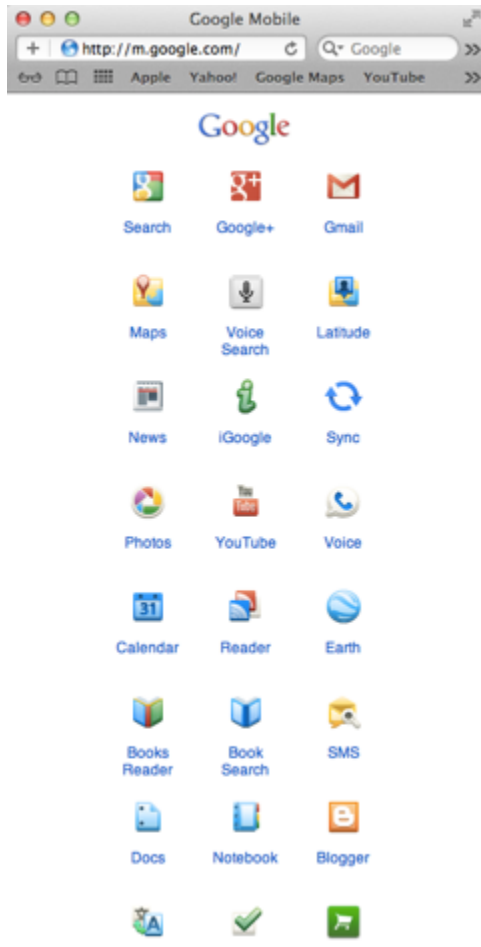 Google Mobile
http://m.google.com/
Google
Apple Yahoo! Google Maps YouTube
Google
Search Google+ Gmail
Maps Voice Search Latitude
News iGoogle Sync
Photos YouTube Voice
31
Calendar Reader Earth
Books Reader Book Search SMS
Docs Notebook Blogger